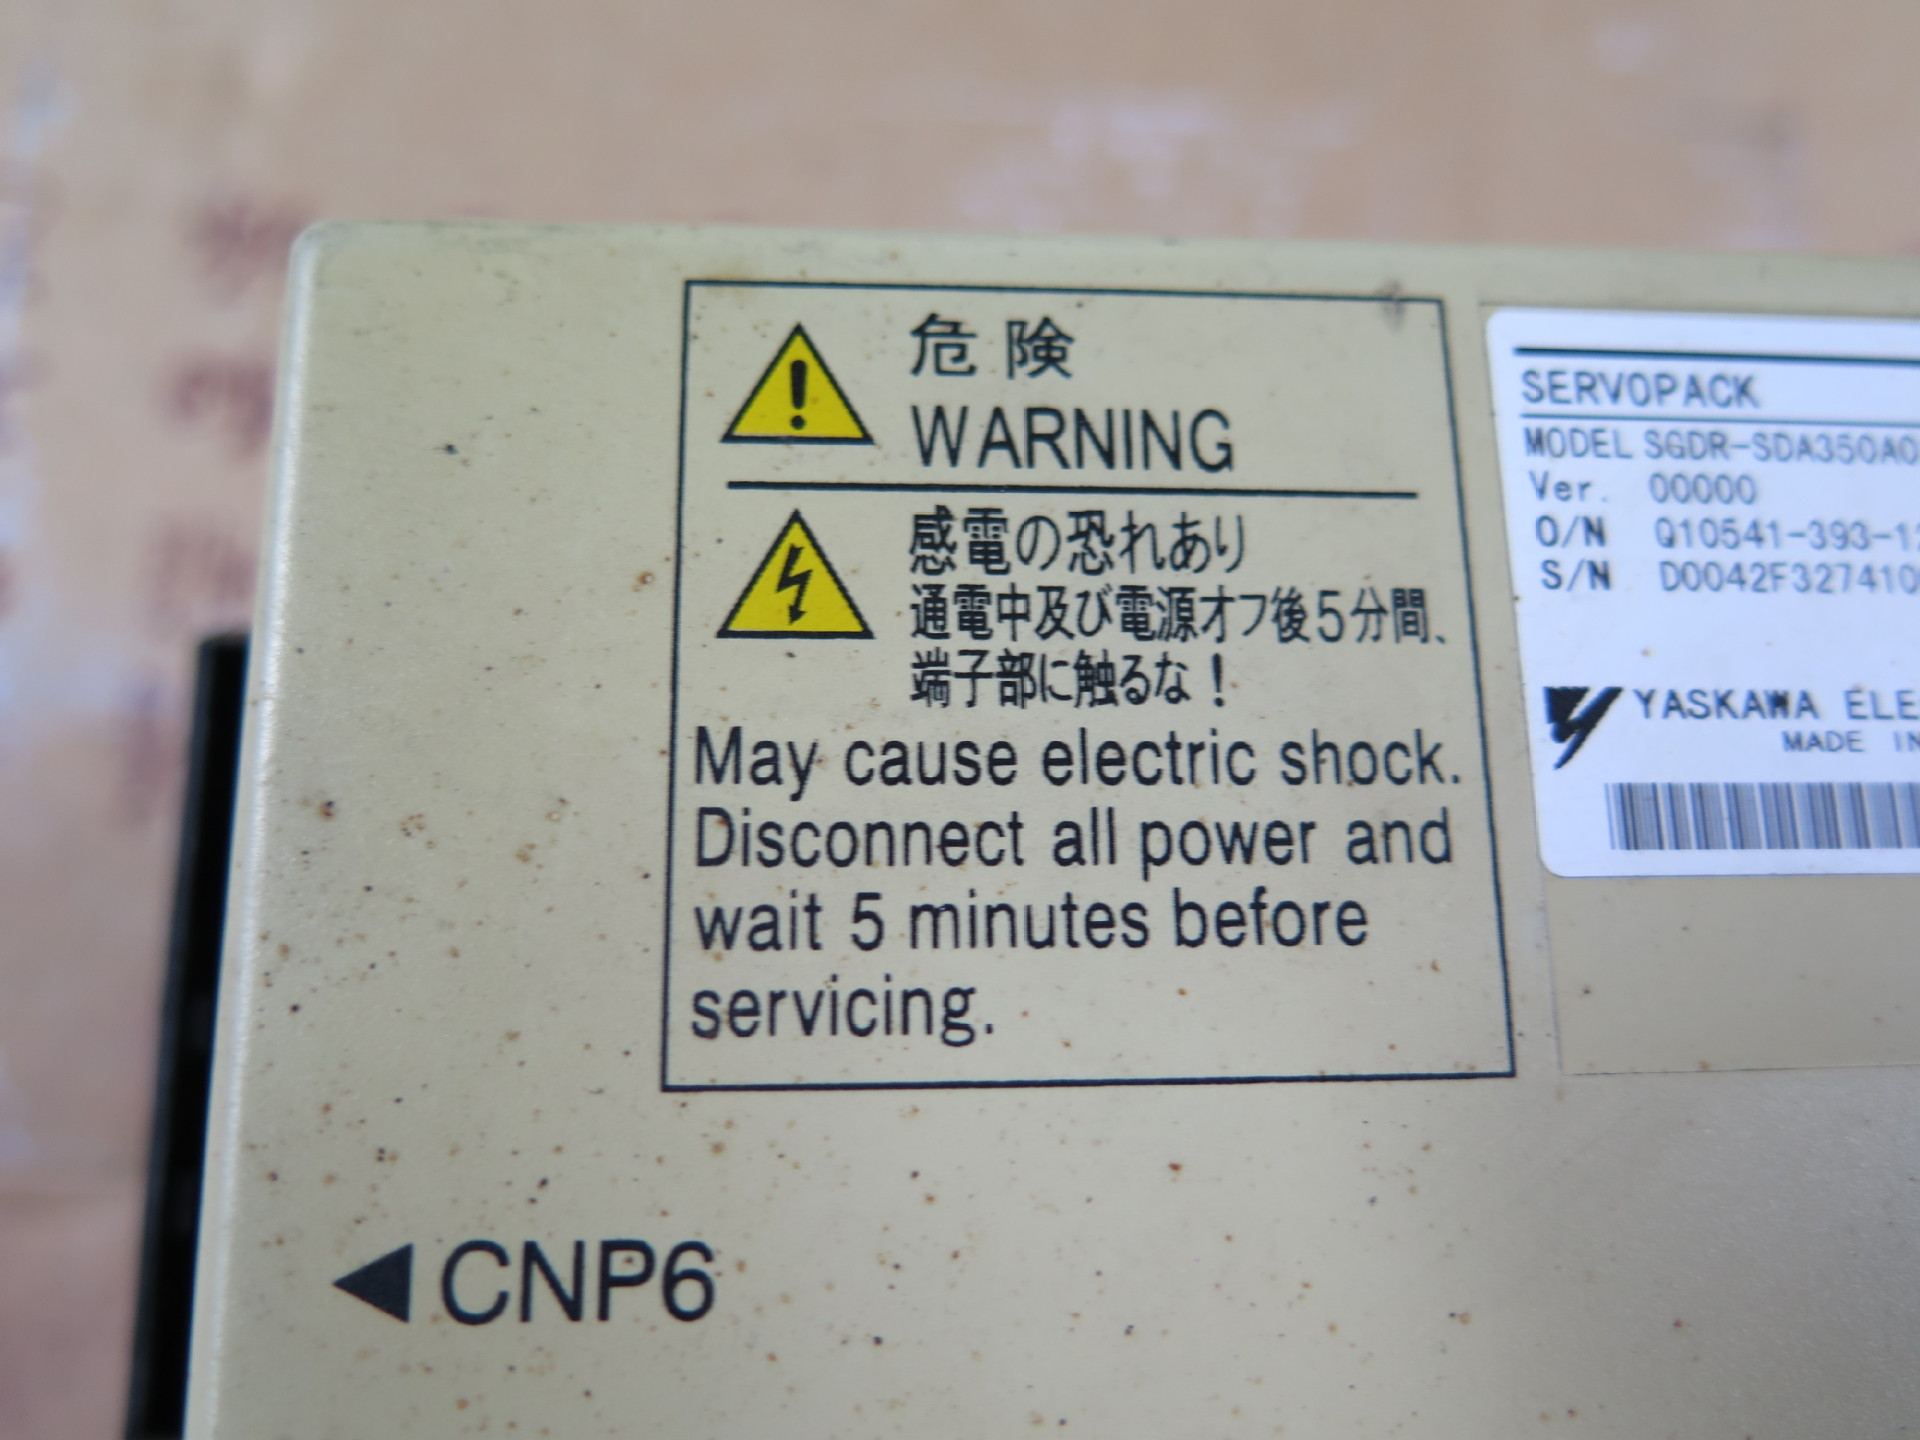 危険
WARNING
感電の恐れあり
通電中及び電源オフ後5分間、
端子部に触るな！
May cause electric shock.
Disconnect all power and
wait 5 minutes before
servicing.
◀CNP6
SERVOPACK
MODEL SGDR-SDA350A0
Ver. 00000
O/N Q10541-393-1
S/N D0042F327410
YASKAWA ELE
MADE IN